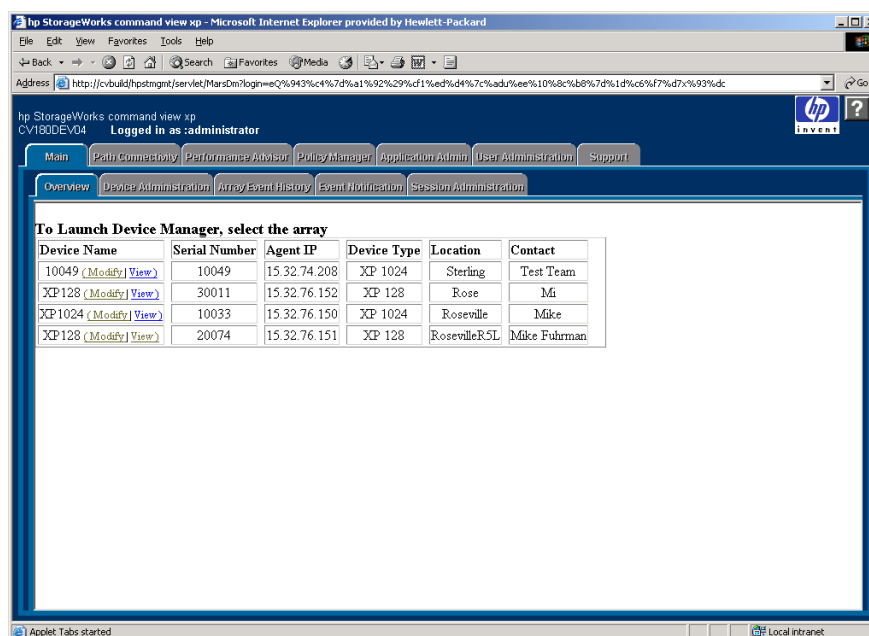 hp StorageWorks command view xp - Microsoft Internet Explorer provided by Hewlett-Packard
File Edit View Favorites Tools Help
Back Search Favorites Media
Address http://cvbuild/hpstmgmt/servlet/MarsDm?login=eQ%943%c4%7d%a1%92%29%cf1%ed%d4%7c%adu%ee%10%8c%b8%7d%1d%c6%f7%d7x%93%dc Go
hp StorageWorks command view xp
CV180DEV04 Logged in as :administrator
hp
invent
?
Main Path Connectivity Performance Advisor Policy Manager Application Admin User Administration Support
Overview Device Administration Array Event History Event Notification Session Administration
To Launch Device Manager, select the array
Device Name Serial Number Agent IP Device Type Location Contact
10049 (Modify| View) 10049 15.32.74.208 XP 1024 Sterling Test Team
XP128 (Modify| View) 30011 15.32.76.152 XP 128 Rose Mi
XP1024 (Modify| View) 10033 15.32.76.150 XP 1024 Roseville Mike
XP128 (Modify| View) 20074 15.32.76.151 XP 128 RosevilleR5L Mike Fuhrman
Applet Tabs started Local intranet